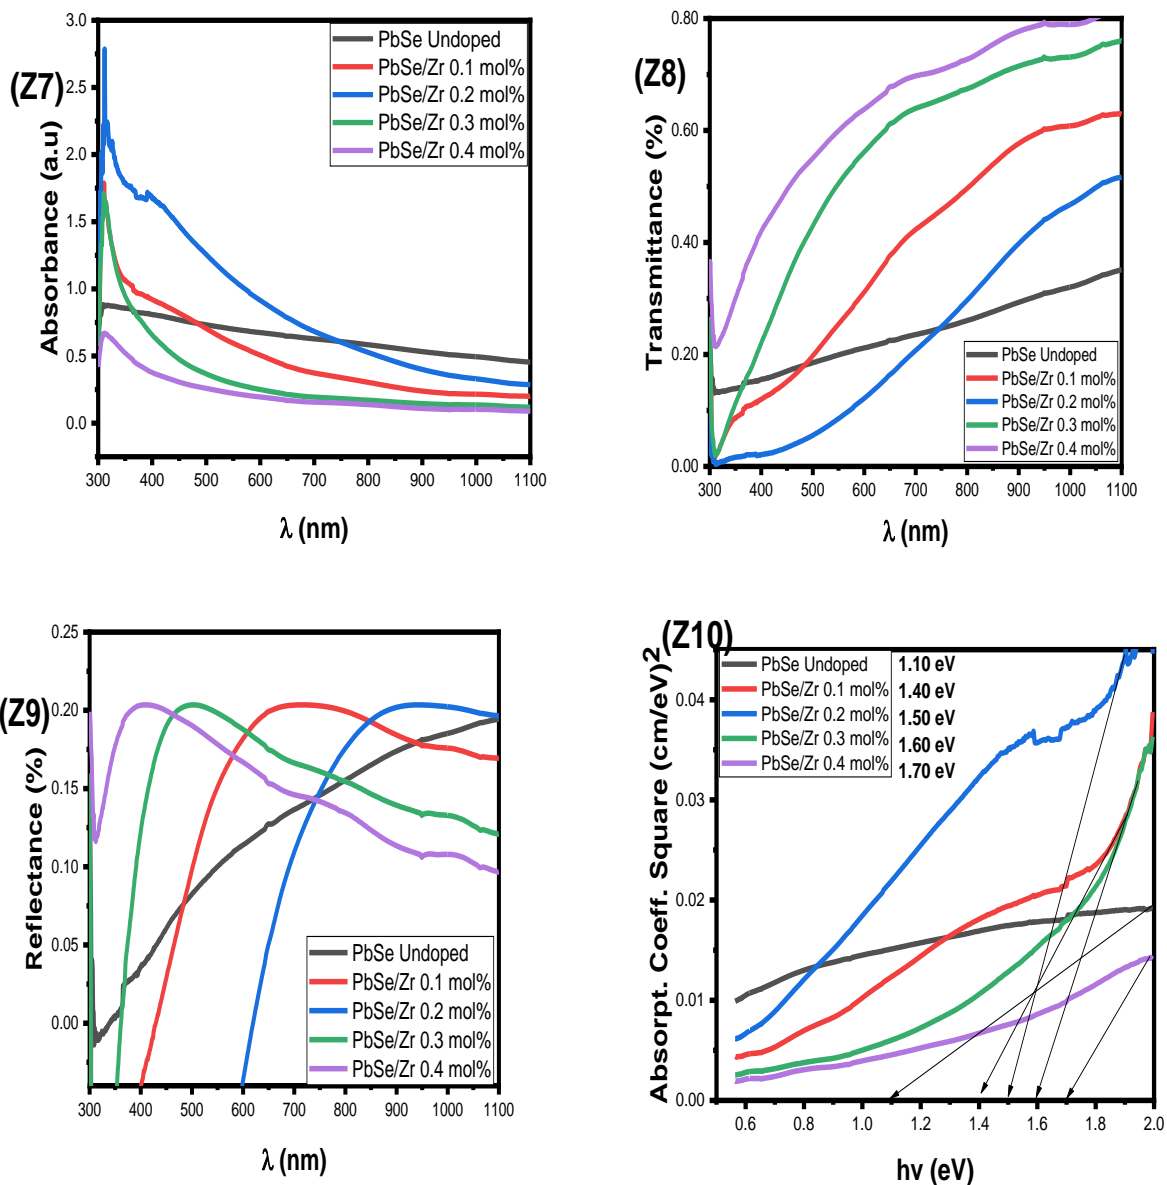 (Z7)
Absorbance (a.u)
3.0
2.5
2.0
1.5
1.0
0.5
0.0
PbSe Undoped
PbSe/Zr 0.1 mol%
PbSe/Zr 0.2 mol%
PbSe/Zr 0.3 mol%
PbSe/Zr 0.4 mol%
300 400 500 600 700 800 900 1000 1100
λ (nm)
(Z8)
Transmittance (%)
0.80
0.60
0.40
0.20
0.00
PbSe Undoped
PbSe/Zr 0.1 mol%
PbSe/Zr 0.2 mol%
PbSe/Zr 0.3 mol%
PbSe/Zr 0.4 mol%
300 400 500 600 700 800 900 1000 1100
λ (nm)
(Z9)
Reflectance (%)
0.25
0.20
0.15
0.10
0.05
0.00
PbSe Undoped
PbSe/Zr 0.1 mol%
PbSe/Zr 0.2 mol%
PbSe/Zr 0.3 mol%
PbSe/Zr 0.4 mol%
300 400 500 600 700 800 900 1000 1100
λ (nm)
(Z10)
Absorpt. Coeff. Square (cm/eV)²
0.04
0.03
0.02
0.01
0.00
PbSe Undoped 1.10 eV
PbSe/Zr 0.1 mol% 1.40 eV
PbSe/Zr 0.2 mol% 1.50 eV
PbSe/Zr 0.3 mol% 1.60 eV
PbSe/Zr 0.4 mol% 1.70 eV
0.6 0.8 1.0 1.2 1.4 1.6 1.8 2.0
hv (eV)